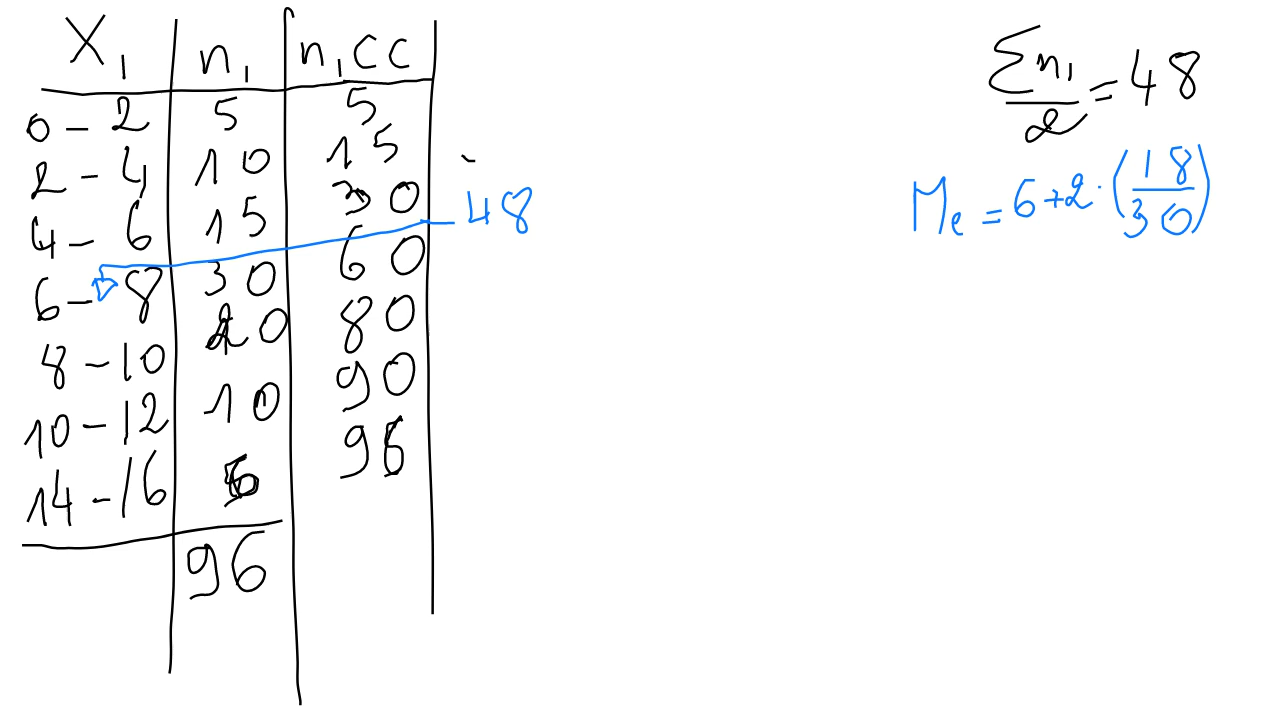 X₁ n₁ n₁cc
0-2 5 5
2-4 10 15
4-6 15 30
48
6-8 30 60
8-10 20 80
10-12 10 90
14-16 6 96
96
Σn₁/2 = 48
Me = 6+2·(18/30)